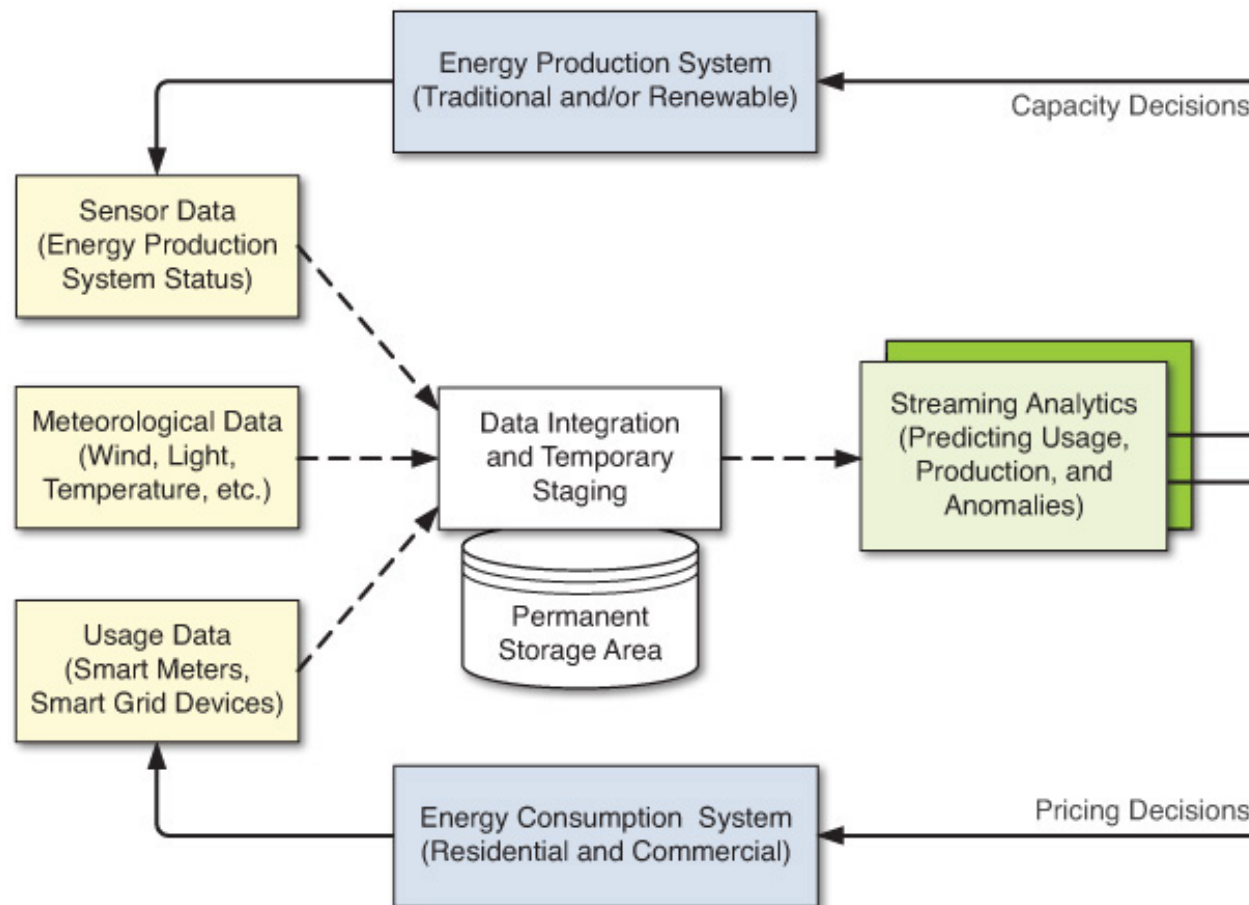 Energy Production System
(Traditional and/or Renewable)
Capacity Decisions
Sensor Data
(Energy Production
System Status)
Meteorological Data
(Wind, Light,
Temperature, etc.)
Data Integration
and Temporary
Staging
Streaming Analytics
(Predicting Usage,
Production, and
Anomalies)
Permanent
Storage Area
Usage Data
(Smart Meters,
Smart Grid Devices)
Energy Consumption System
(Residential and Commercial)
Pricing Decisions